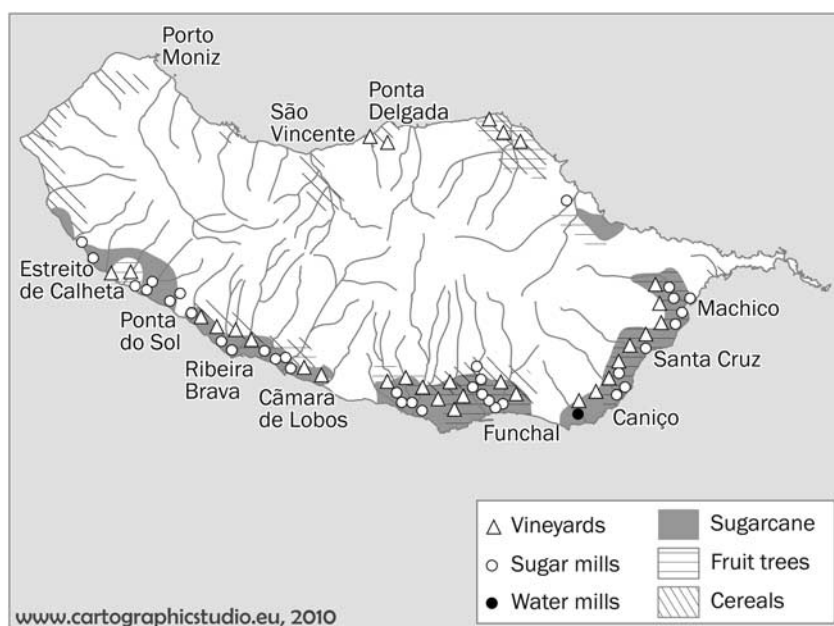 Porto
Moniz
Ponta
Delgada
São
Vincente
Estreito
de Calheta
Machico
Ponta
do Sol
Santa Cruz
Ribeira
Brava
Cãmara
de Lobos
Caniço
Funchal
Vineyards
Sugarcane
Sugar mills
Fruit trees
Water mills
Cereals
www.cartographicstudio.eu, 2010